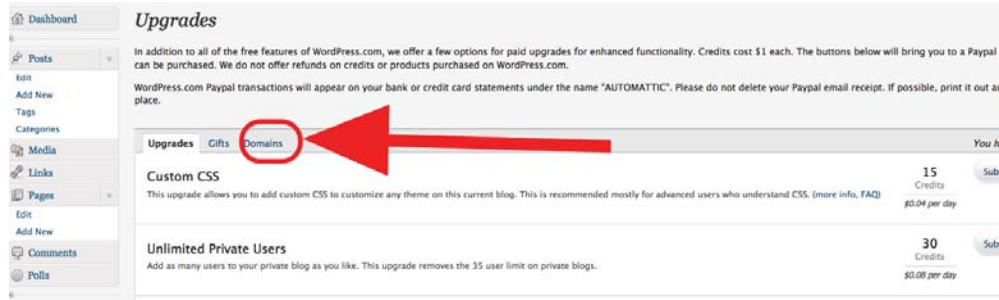 Dashboard
Upgrades
In addition to all of the free features of WordPress.com, we offer a few options for paid upgrades for enhanced functionality. Credits cost $1 each. The buttons below will bring you to a Paypal
can be purchased. We do not offer refunds on credits or products purchased on WordPress.com.
WordPress.com Paypal transactions will appear on your bank or credit card statements under the name "AUTOMATTIC". Please do not delete your Paypal email receipt. If possible, print it out
place.
Posts
Edit
Add New
Tags
Categories
Media
Links
Pages
Edit
Add New
Comments
Polls
Upgrades Gifts Domains You h
Custom CSS 15 Sub
Credits
This upgrade allows you to add custom CSS to customize any theme on this current blog. This is recommended mostly for advanced users who understand CSS. (more info, FAQ)
$0.04 per day
Unlimited Private Users 30 Sub
Credits
Add as many users to your private blog as you like. This upgrade removes the 35 user limit on private blogs.
$0.08 per day